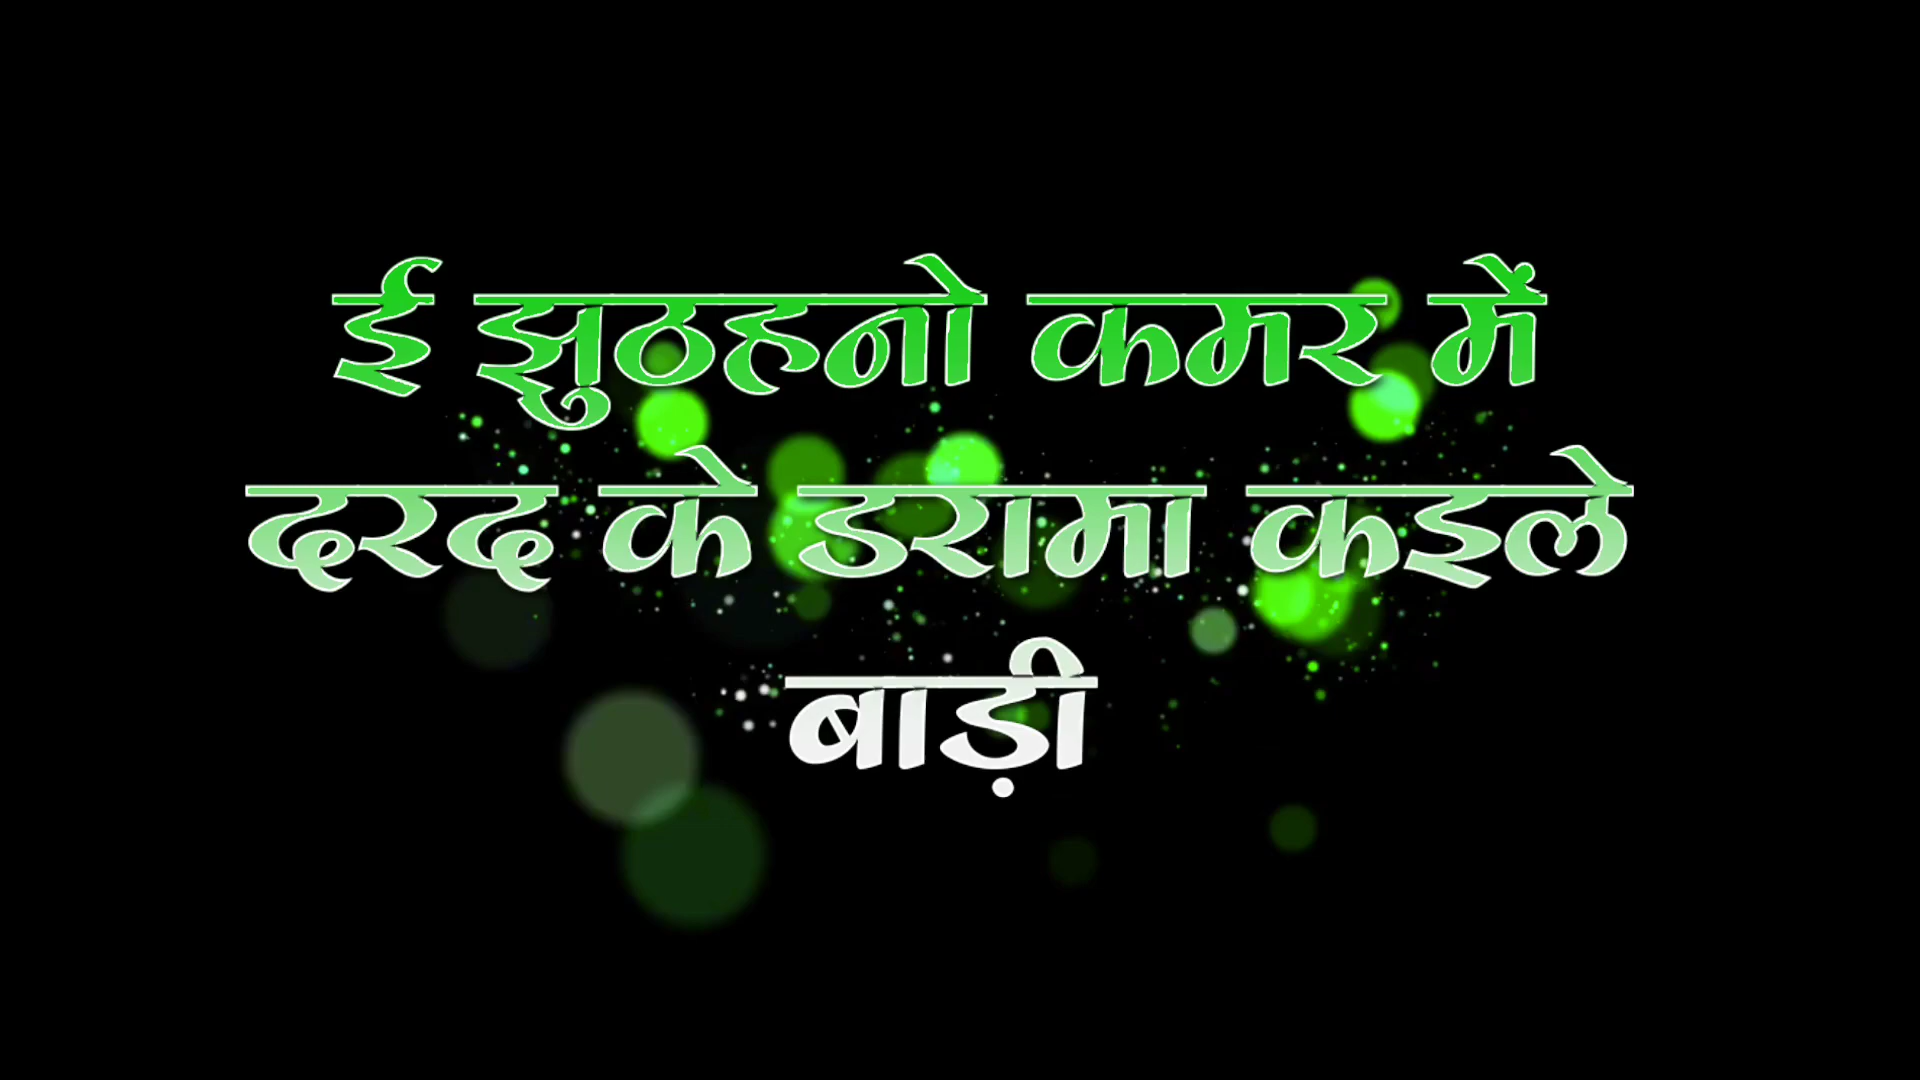 ई झुठहनो कमर में
दरद के डरामा कइले
बाड़ी